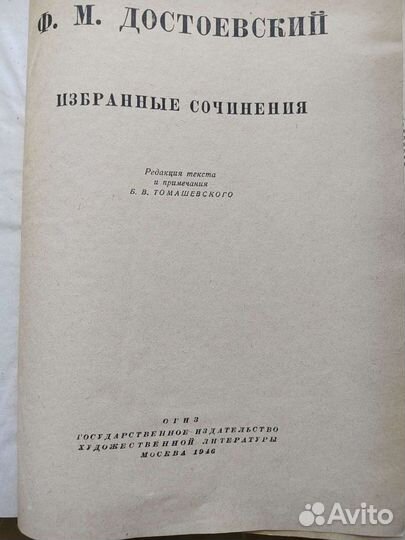 Ф. М. ДОСТОЕВСКИЙ
ИЗБРАННЫЕ СОЧИНЕНИЯ
Редакция текста
и примечания
Б. В. ТОМАШЕВСКОГО
ОГИЗ
ГОСУДАРСТВЕННОЕ ИЗДАТЕЛЬСТВО
ХУДОЖЕСТВЕННОЙ ЛИТЕРАТУРЫ
МОСКВА 1946
Avito